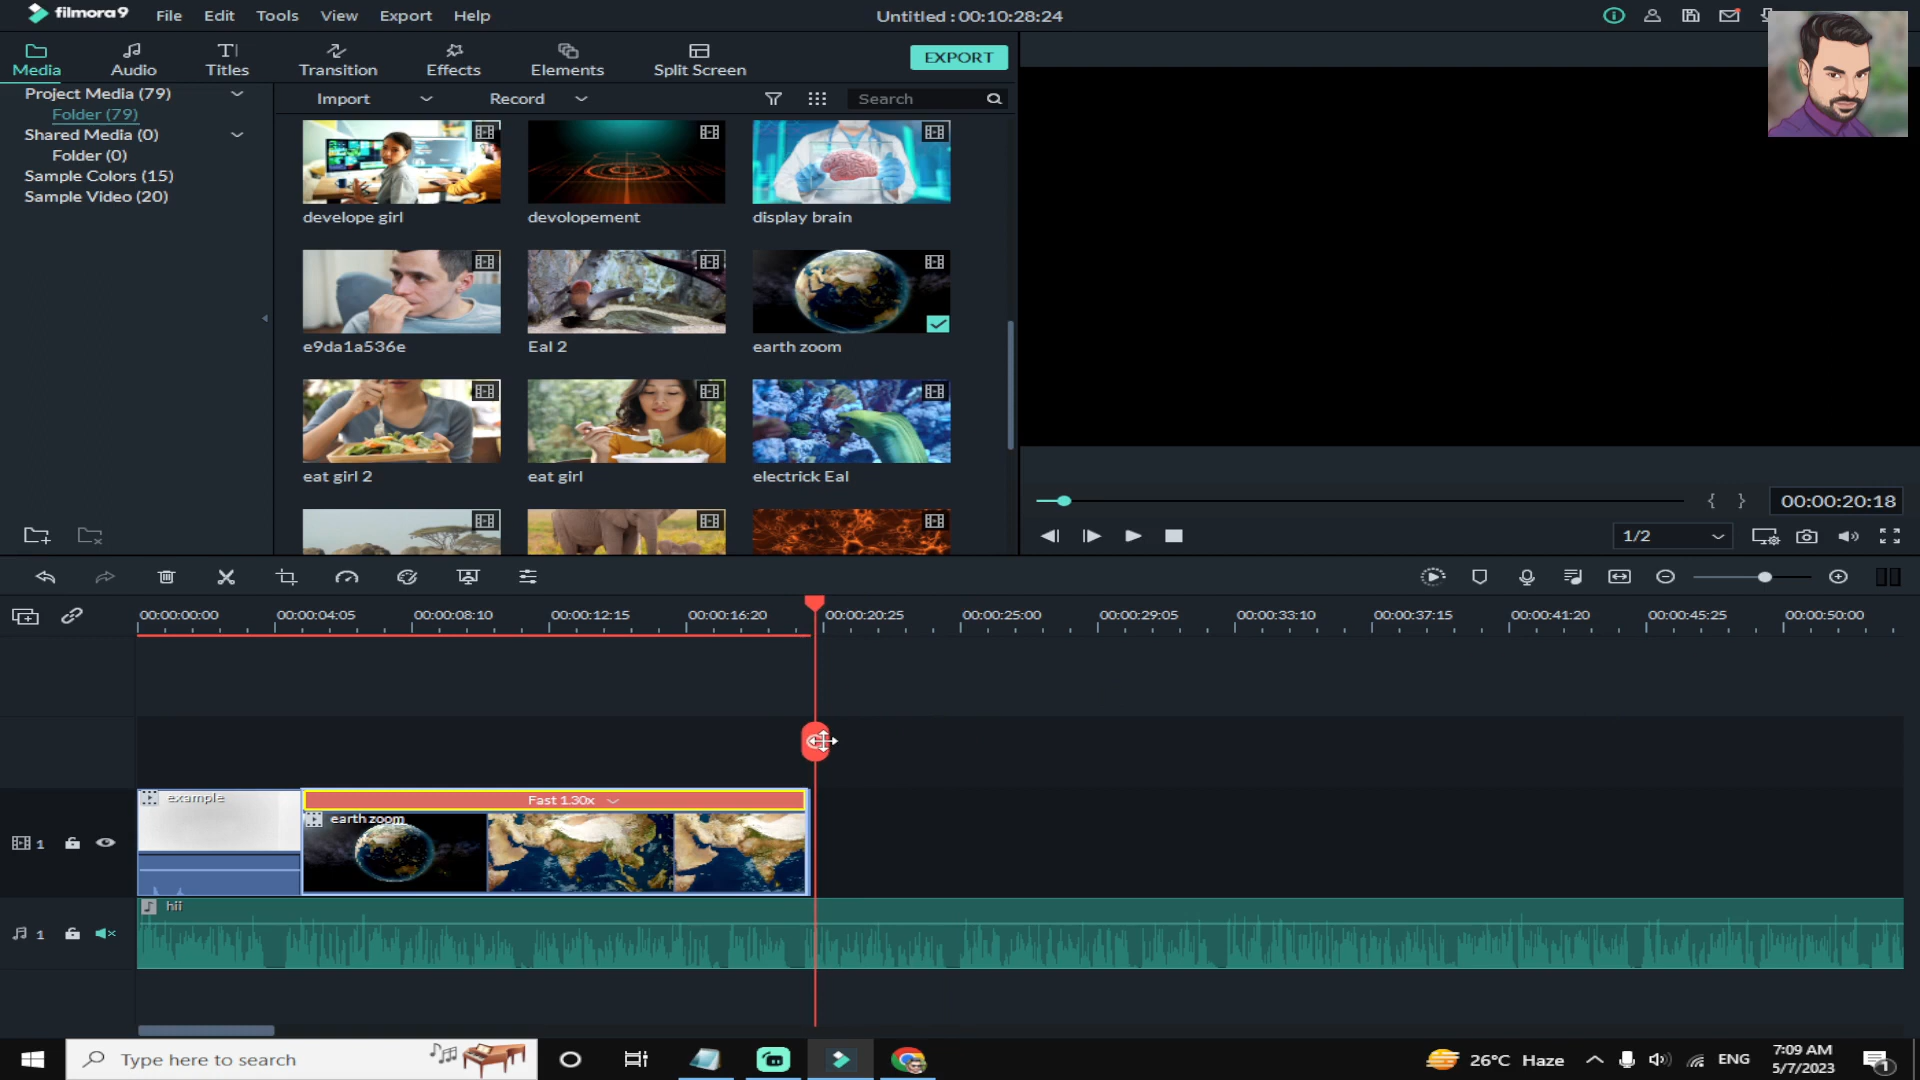 filmora9 File Edit Tools View Export Help Untitled : 00:10:28:24
Media Audio Titles Transition Effects Elements Split Screen EXPORT
Project Media (79)
Folder (79)
Shared Media (0)
Folder (0)
Sample Colors (15)
Sample Video (20)
Import Record Search
develope girl devolopement display brain
e9da1a536e Eal 2 earth zoom
eat girl 2 eat girl electrick Eal
{ } 00:00:20:18
1/2
00:00:00:00 00:00:04:05 00:00:08:10 00:00:12:15 00:00:16:20 00:00:20:25 00:00:25:00 00:00:29:05 00:00:33:10 00:00:37:15 00:00:41:20 00:00:45:25 00:00:50:00
example Fast 1.30x
earth zoom
1
hii
1
Type here to search 26°C Haze ENG 7:09 AM
5/7/2023
1